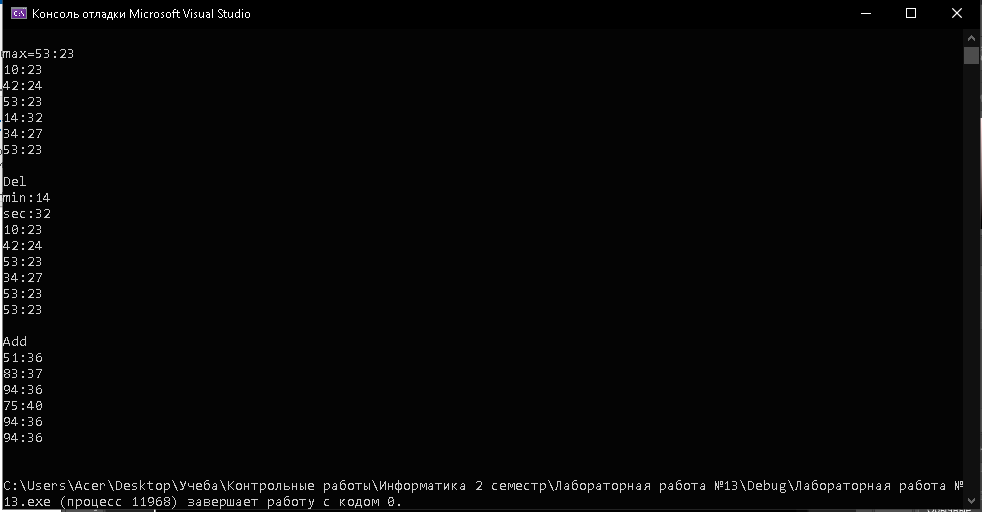 Консоль отладки Microsoft Visual Studio
max=53:23
10:23
42:24
53:23
14:32
34:27
53:23
Del
min:14
sec:32
10:23
42:24
53:23
34:27
53:23
53:23
Add
51:36
83:37
94:36
75:40
94:36
94:36
C:\Users\Acer\Desktop\Учеба\Контрольные работы\Информатика 2 семестр\Лабораторная работа №13\Debug\Лабораторная работа №
13.exe (процесс 11968) завершает работу с кодом 0.